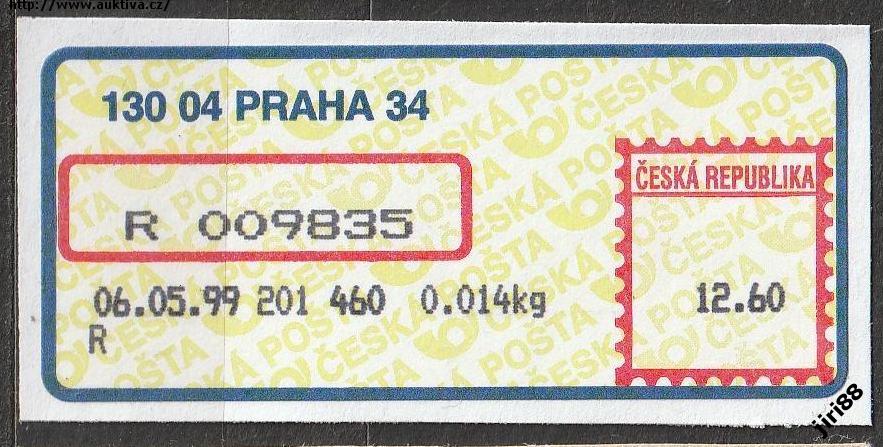 http://www.auktiva.cz/
130 04 PRAHA 34
ČESKÁ REPUBLIKA
R 009835
06.05.99 201 460 0.014kg
12.60
R
ČESKÁ POŠTA
jiri88